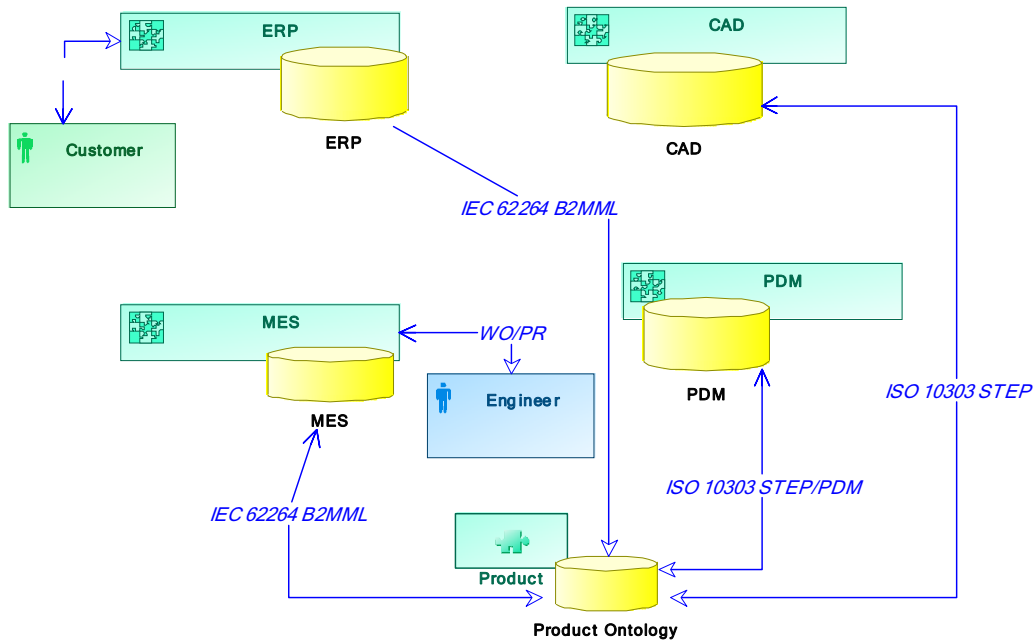 ERP
CAD
ERP
CAD
Customer
IEC 62264 B2MML
PDM
MES
WO/PR
PDM
ISO 10303 STEP
Engineer
MES
ISO 10303 STEP/PDM
IEC 62264 B2MML
Product
Product Ontology